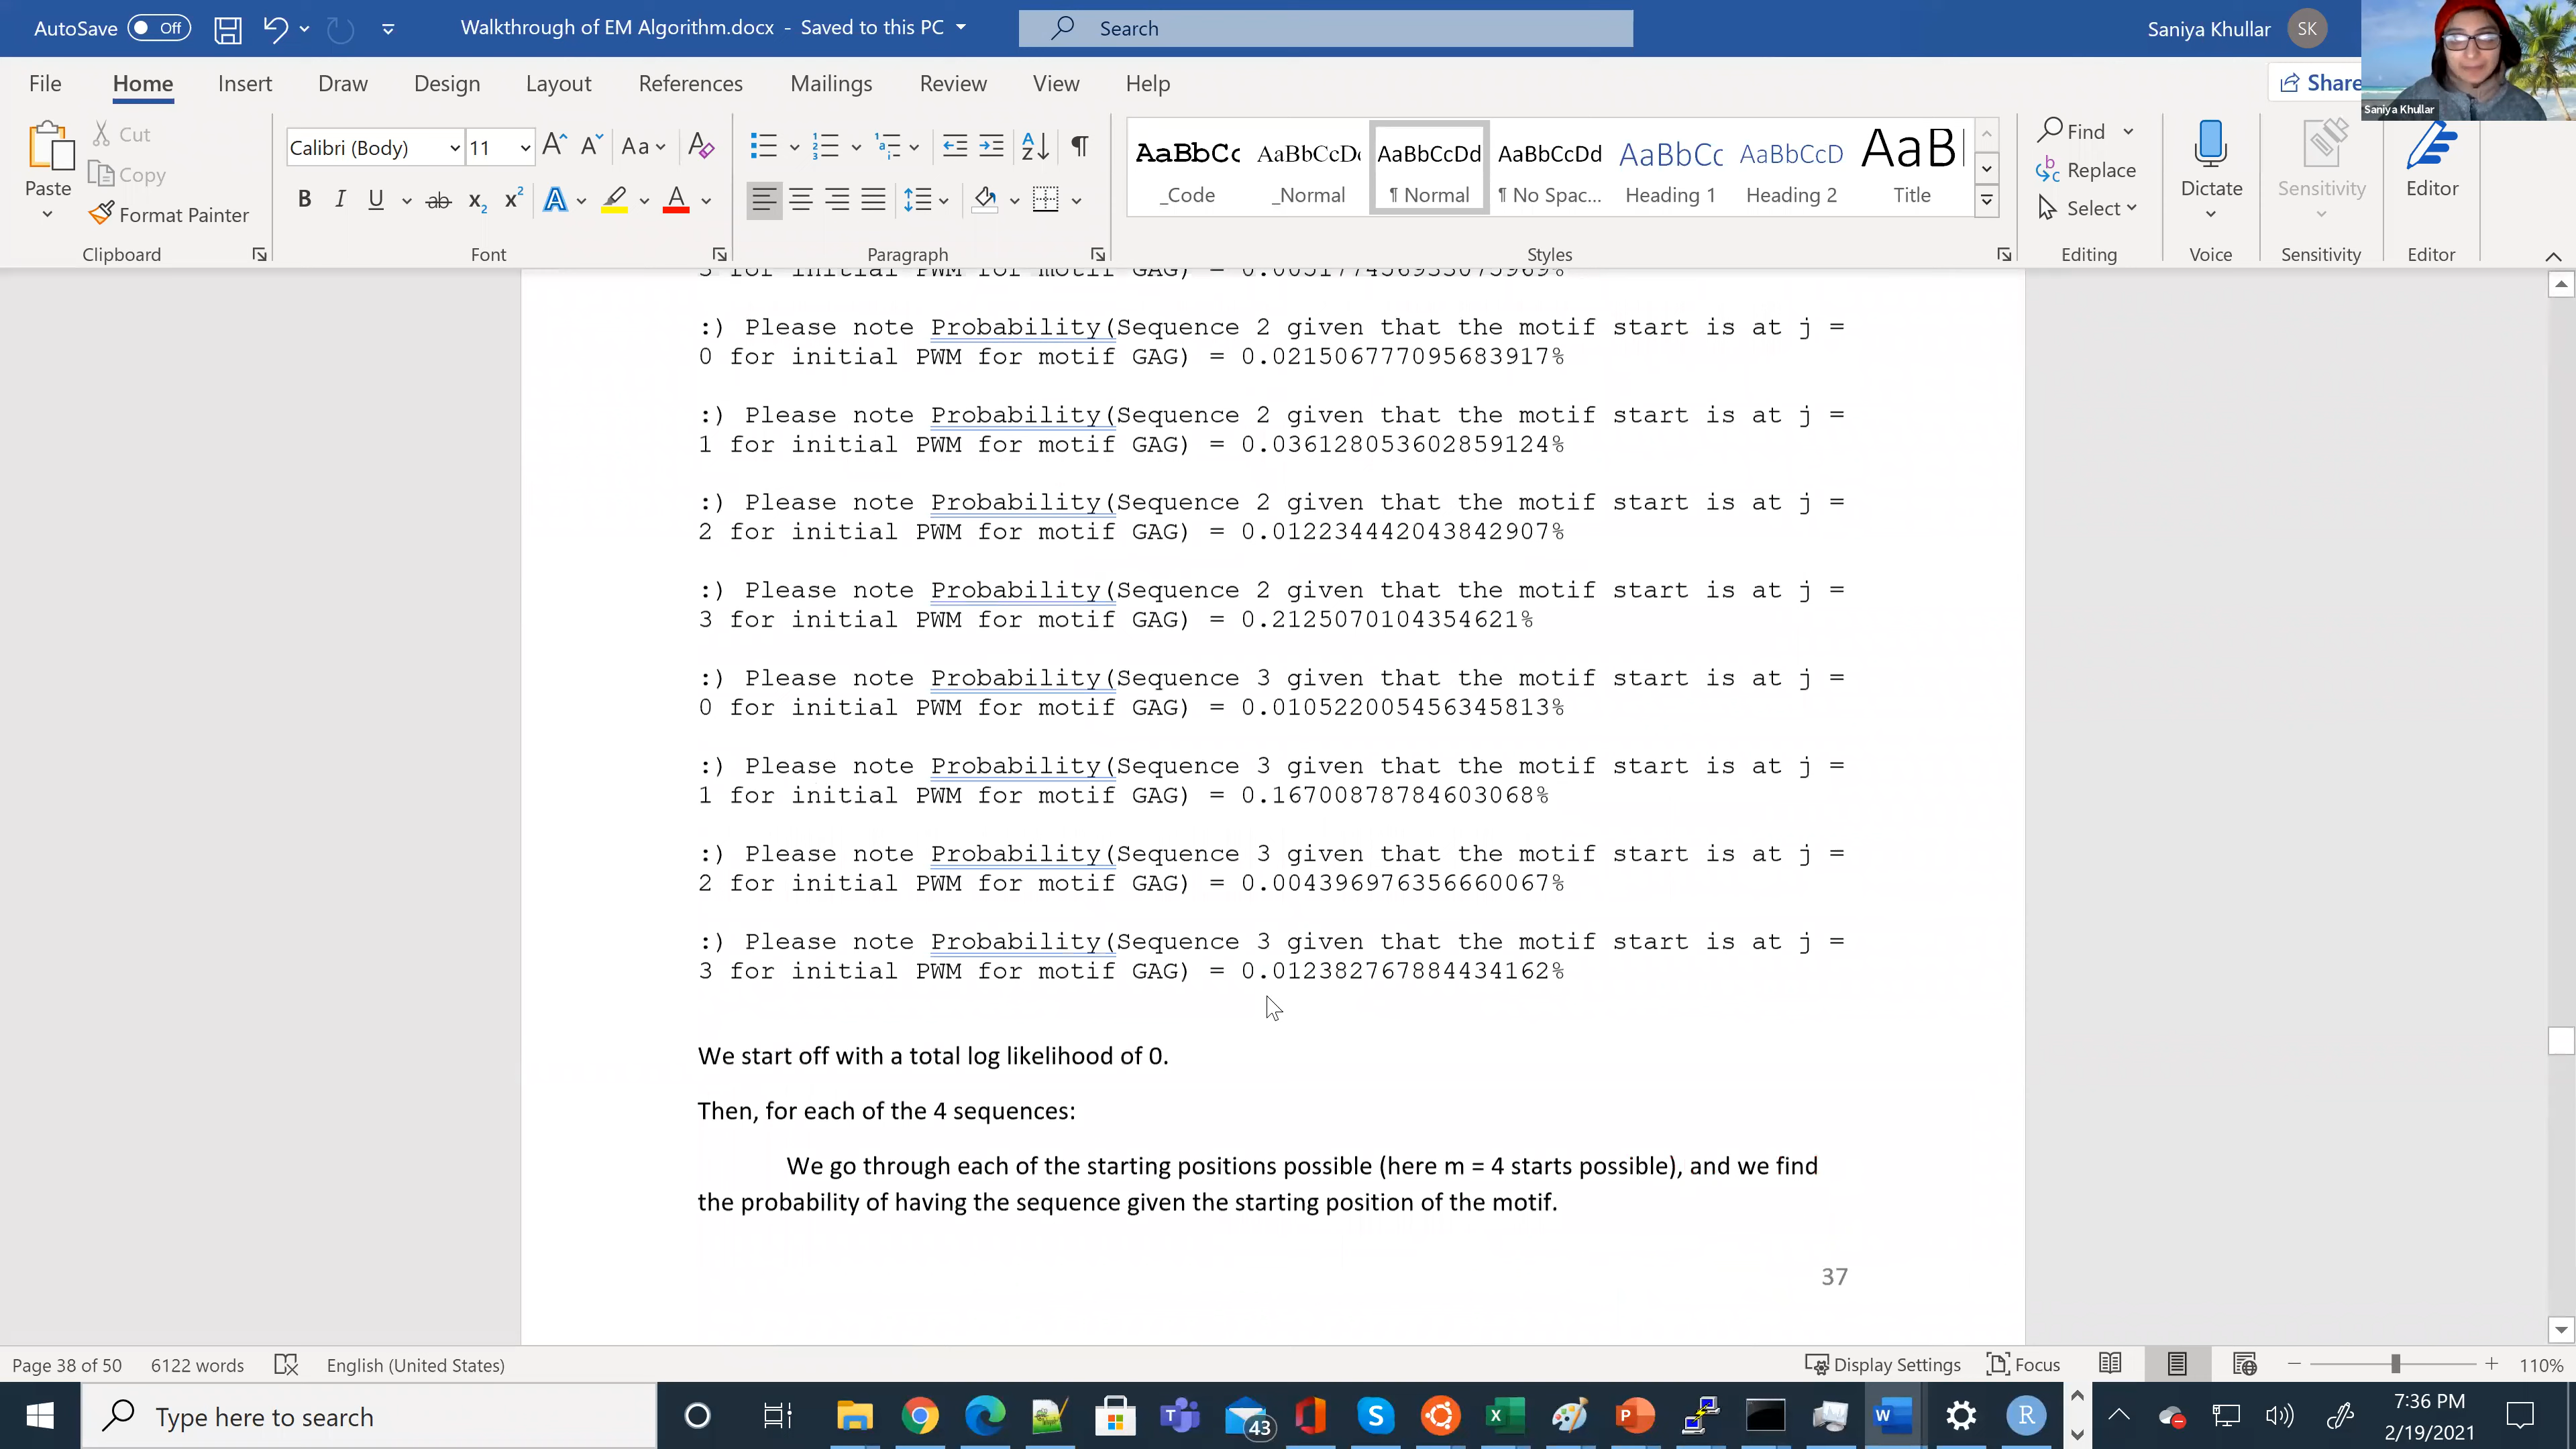 AutoSave Off Walkthrough of EM Algorithm.docx - Saved to this PC Search Saniya Khullar SK
File Home Insert Draw Design Layout References Mailings Review View Help Share
Saniya Khullar
Paste Cut Copy Format Painter
Calibri (Body) 11 Aa
B I U ab x2 x2 A A
AaBbCc AaBbCcDc AaBbCcDd AaBbCcDd AaBbCc AaBbCcD AaB
_Code _Normal ¶ Normal ¶ No Spac... Heading 1 Heading 2 Title
Find Replace Select Dictate Sensitivity Editor
Clipboard Font Paragraph Styles Editing Voice Sensitivity Editor
3 for initial PWM for motif GAG) =
:) Please note Probability(Sequence 2 given that the motif start is at j =
0 for initial PWM for motif GAG) = 0.021506777095683917%
:) Please note Probability(Sequence 2 given that the motif start is at j =
1 for initial PWM for motif GAG) = 0.036128053602859124%
:) Please note Probability(Sequence 2 given that the motif start is at j =
2 for initial PWM for motif GAG) = 0.012234442043842907%
:) Please note Probability(Sequence 2 given that the motif start is at j =
3 for initial PWM for motif GAG) = 0.2125070104354621%
:) Please note Probability(Sequence 3 given that the motif start is at j =
0 for initial PWM for motif GAG) = 0.010522005456345813%
:) Please note Probability(Sequence 3 given that the motif start is at j =
1 for initial PWM for motif GAG) = 0.16700878784603068%
:) Please note Probability(Sequence 3 given that the motif start is at j =
2 for initial PWM for motif GAG) = 0.004396976356660067%
:) Please note Probability(Sequence 3 given that the motif start is at j =
3 for initial PWM for motif GAG) = 0.012382767884434162%
We start off with a total log likelihood of 0.
Then, for each of the 4 sequences:
We go through each of the starting positions possible (here m = 4 starts possible), and we find
the probability of having the sequence given the starting position of the motif.
37
Page 38 of 50 6122 words English (United States) Display Settings Focus 110%
Type here to search 43 7:36 PM
2/19/2021